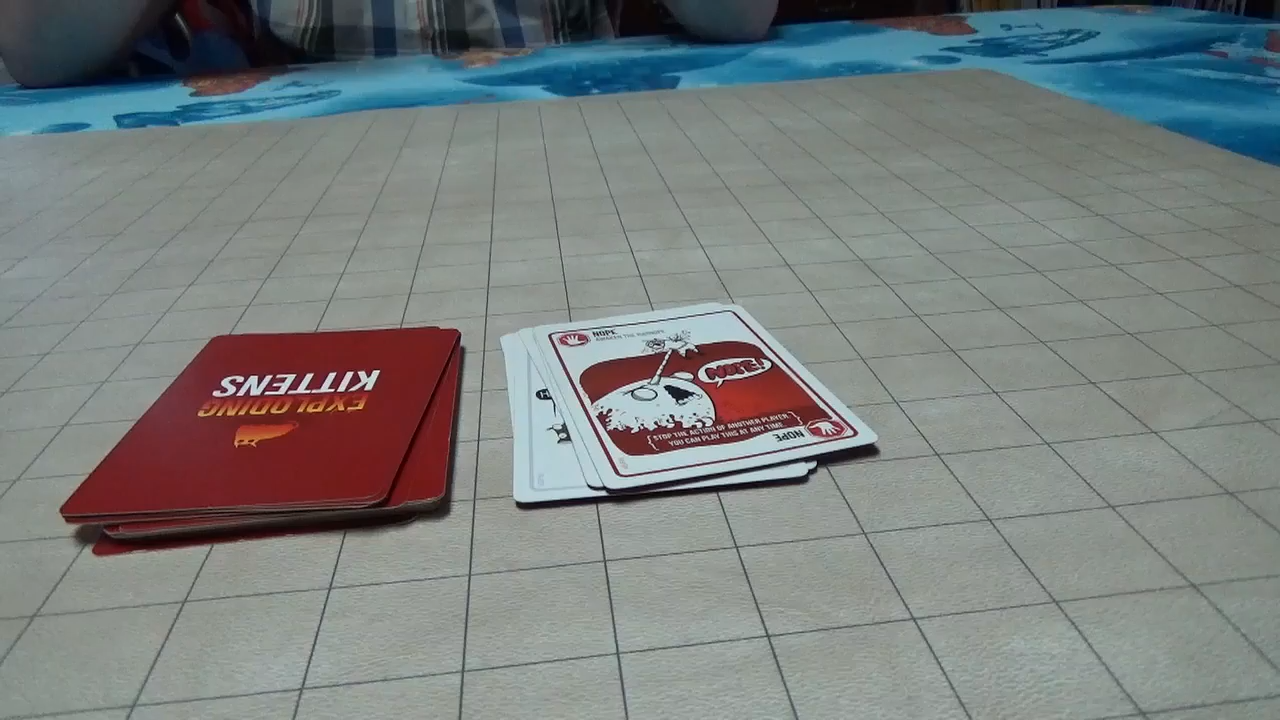 EXPLODING
KITTENS
NOPE
AWAKEN THE MAMMOTH
NOPE!
STOP THE ACTION OF ANOTHER PLAYER.
YOU CAN PLAY THIS AT ANY TIME.
NOPE